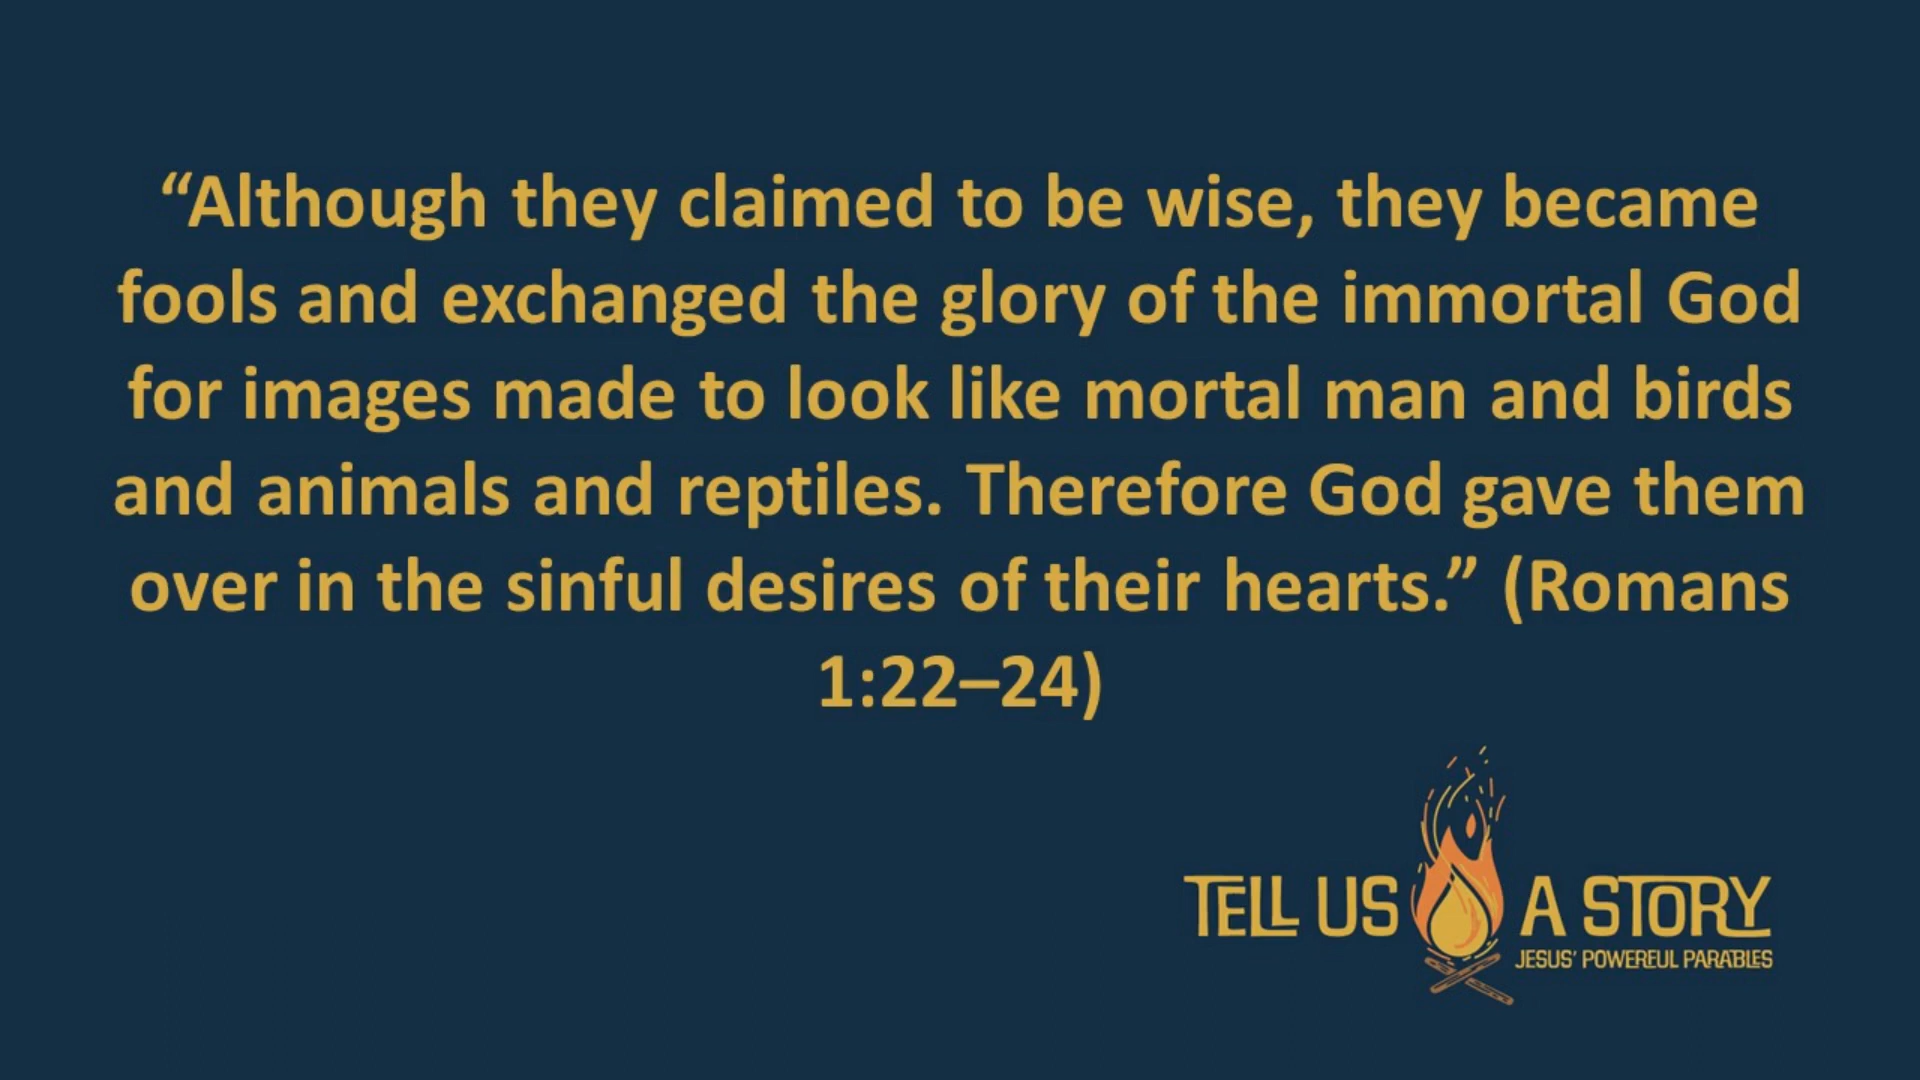 “Although they claimed to be wise, they became
fools and exchanged the glory of the immortal God
for images made to look like mortal man and birds
and animals and reptiles. Therefore God gave them
over in the sinful desires of their hearts.” (Romans
1:22–24)
TELL US A STORY
JESUS' POWERFUL PARABLES